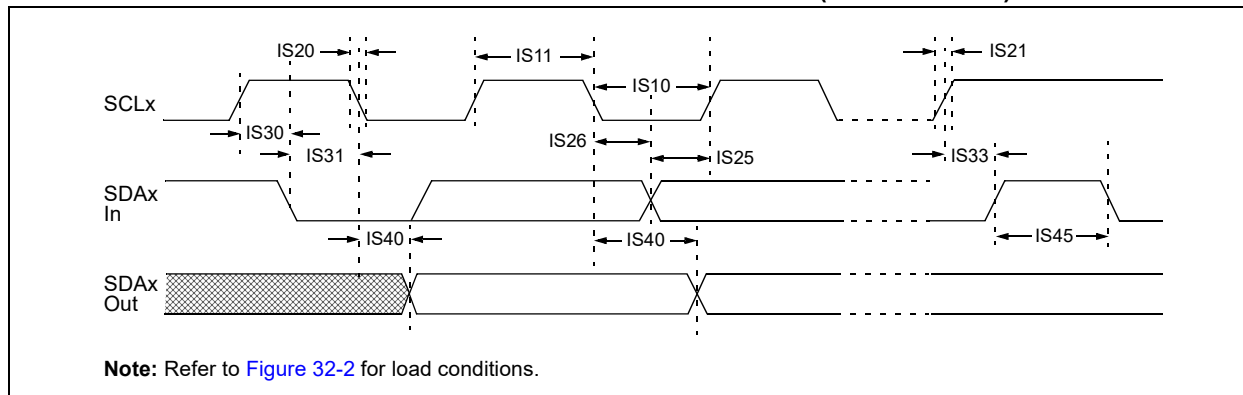 IS20
IS11
IS21
IS10
SCLx
IS30
IS26
IS31
IS25
IS33
SDAx
In
IS40
IS40
IS45
SDAx
Out
Note: Refer to Figure 32-2 for load conditions.